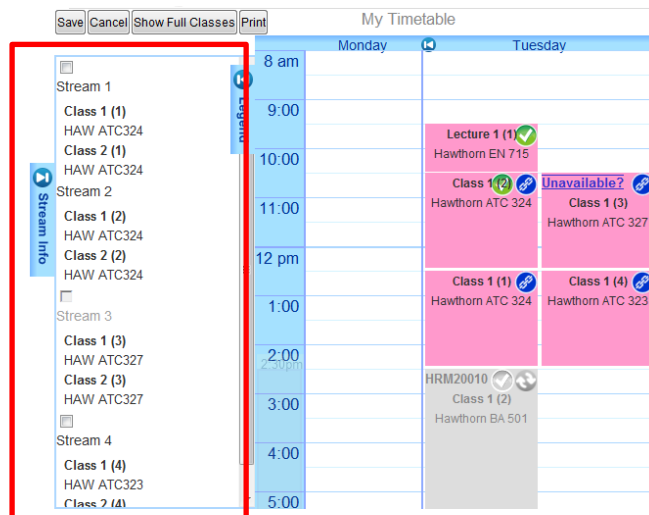 Save Cancel Show Full Classes Print
My Timetable
Monday Tuesday
Stream Info
Legend
Stream 1
Class 1 (1)
HAW ATC324
Class 2 (1)
HAW ATC324
Stream 2
Class 1 (2)
HAW ATC324
Class 2 (2)
HAW ATC324
Stream 3
Class 1 (3)
HAW ATC327
Class 2 (3)
HAW ATC327
Stream 4
Class 1 (4)
HAW ATC323
Class 2 (4)
8 am
9:00
10:00
11:00
12 pm
1:00
2:00
2:30pm
3:00
4:00
5:00
Lecture 1 (1)
Hawthorn EN 715
Class 1 (2)
Hawthorn ATC 324
Unavailable?
Class 1 (3)
Hawthorn ATC 327
Class 1 (1)
Hawthorn ATC 324
Class 1 (4)
Hawthorn ATC 323
HRM20010
Class 1 (2)
Hawthorn BA 501